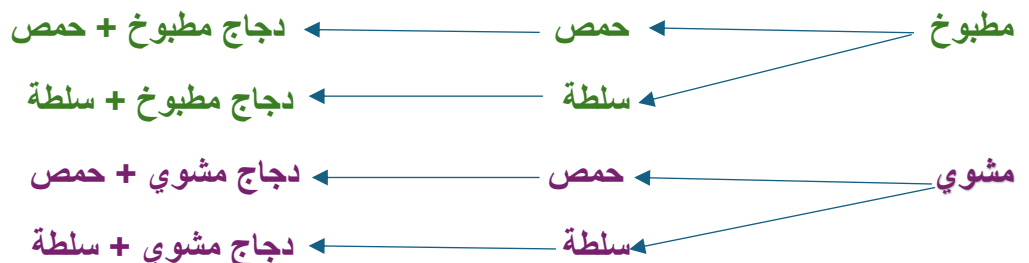 مطبوخ حمص دجاج مطبوخ + حمص
سلطة دجاج مطبوخ + سلطة
مشوي حمص دجاج مشوي + حمص
سلطة دجاج مشوي + سلطة